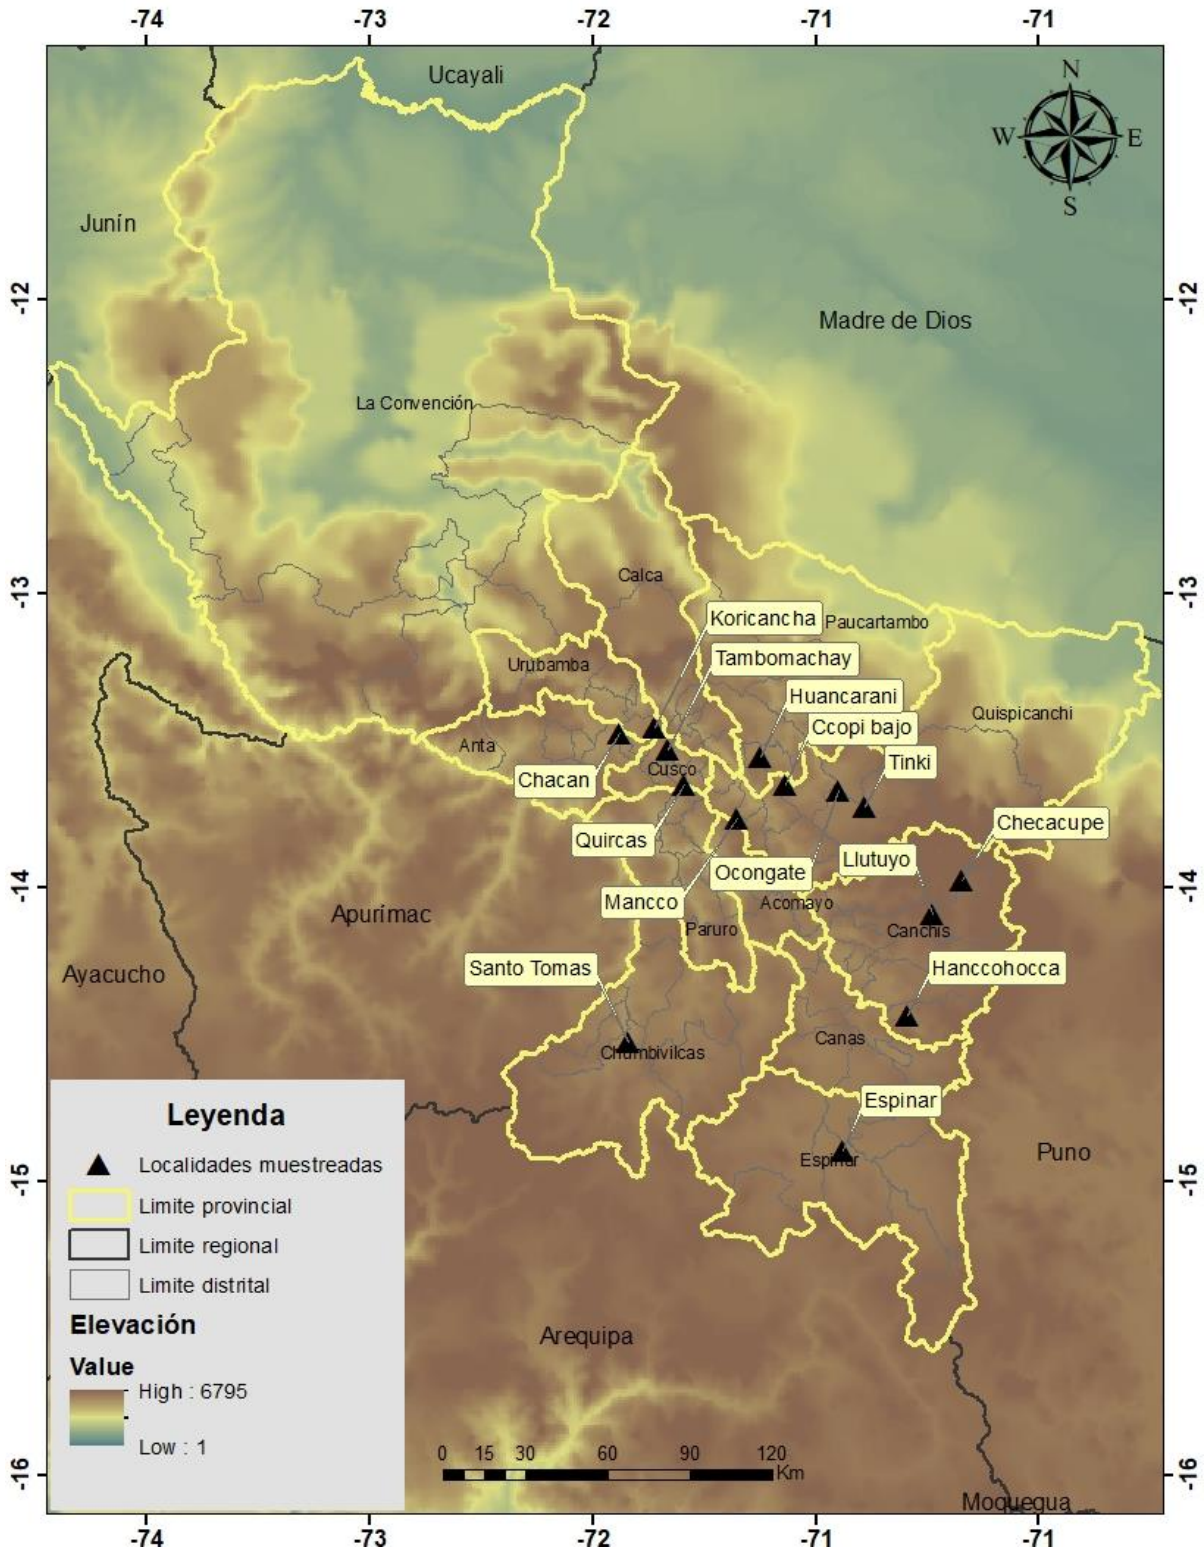 -74 -73 -72 -71 -71
Ucayali
N
W E
S
Junín
-12 -12
Madre de Dios
La Convención
-13 -13
Calca
Koricancha
Paucartambo
Tambomachay
Urubamba
Huancarani
Quispicanchi
Ccopi bajo
Anta
Tinki
Cusco
Chacan
Checacupe
Quircas
Llutuyo
Ocongate
-14 -14
Mancco
Acomayo
Apurímac
Paruro
Canchis
Santo Tomas
Hanccohocca
Ayacucho
Canas
Chumbivilcas
Espinar
Leyenda
Localidades muestreadas
Puno
Espinar
-15 -15
Limite provincial
Limite regional
Limite distrital
Elevación
Arequipa
Value
High : 6795
Low : 1
0 15 30 60 90 120
Km
-16 -16
Moquegua
-74 -73 -72 -71 -71